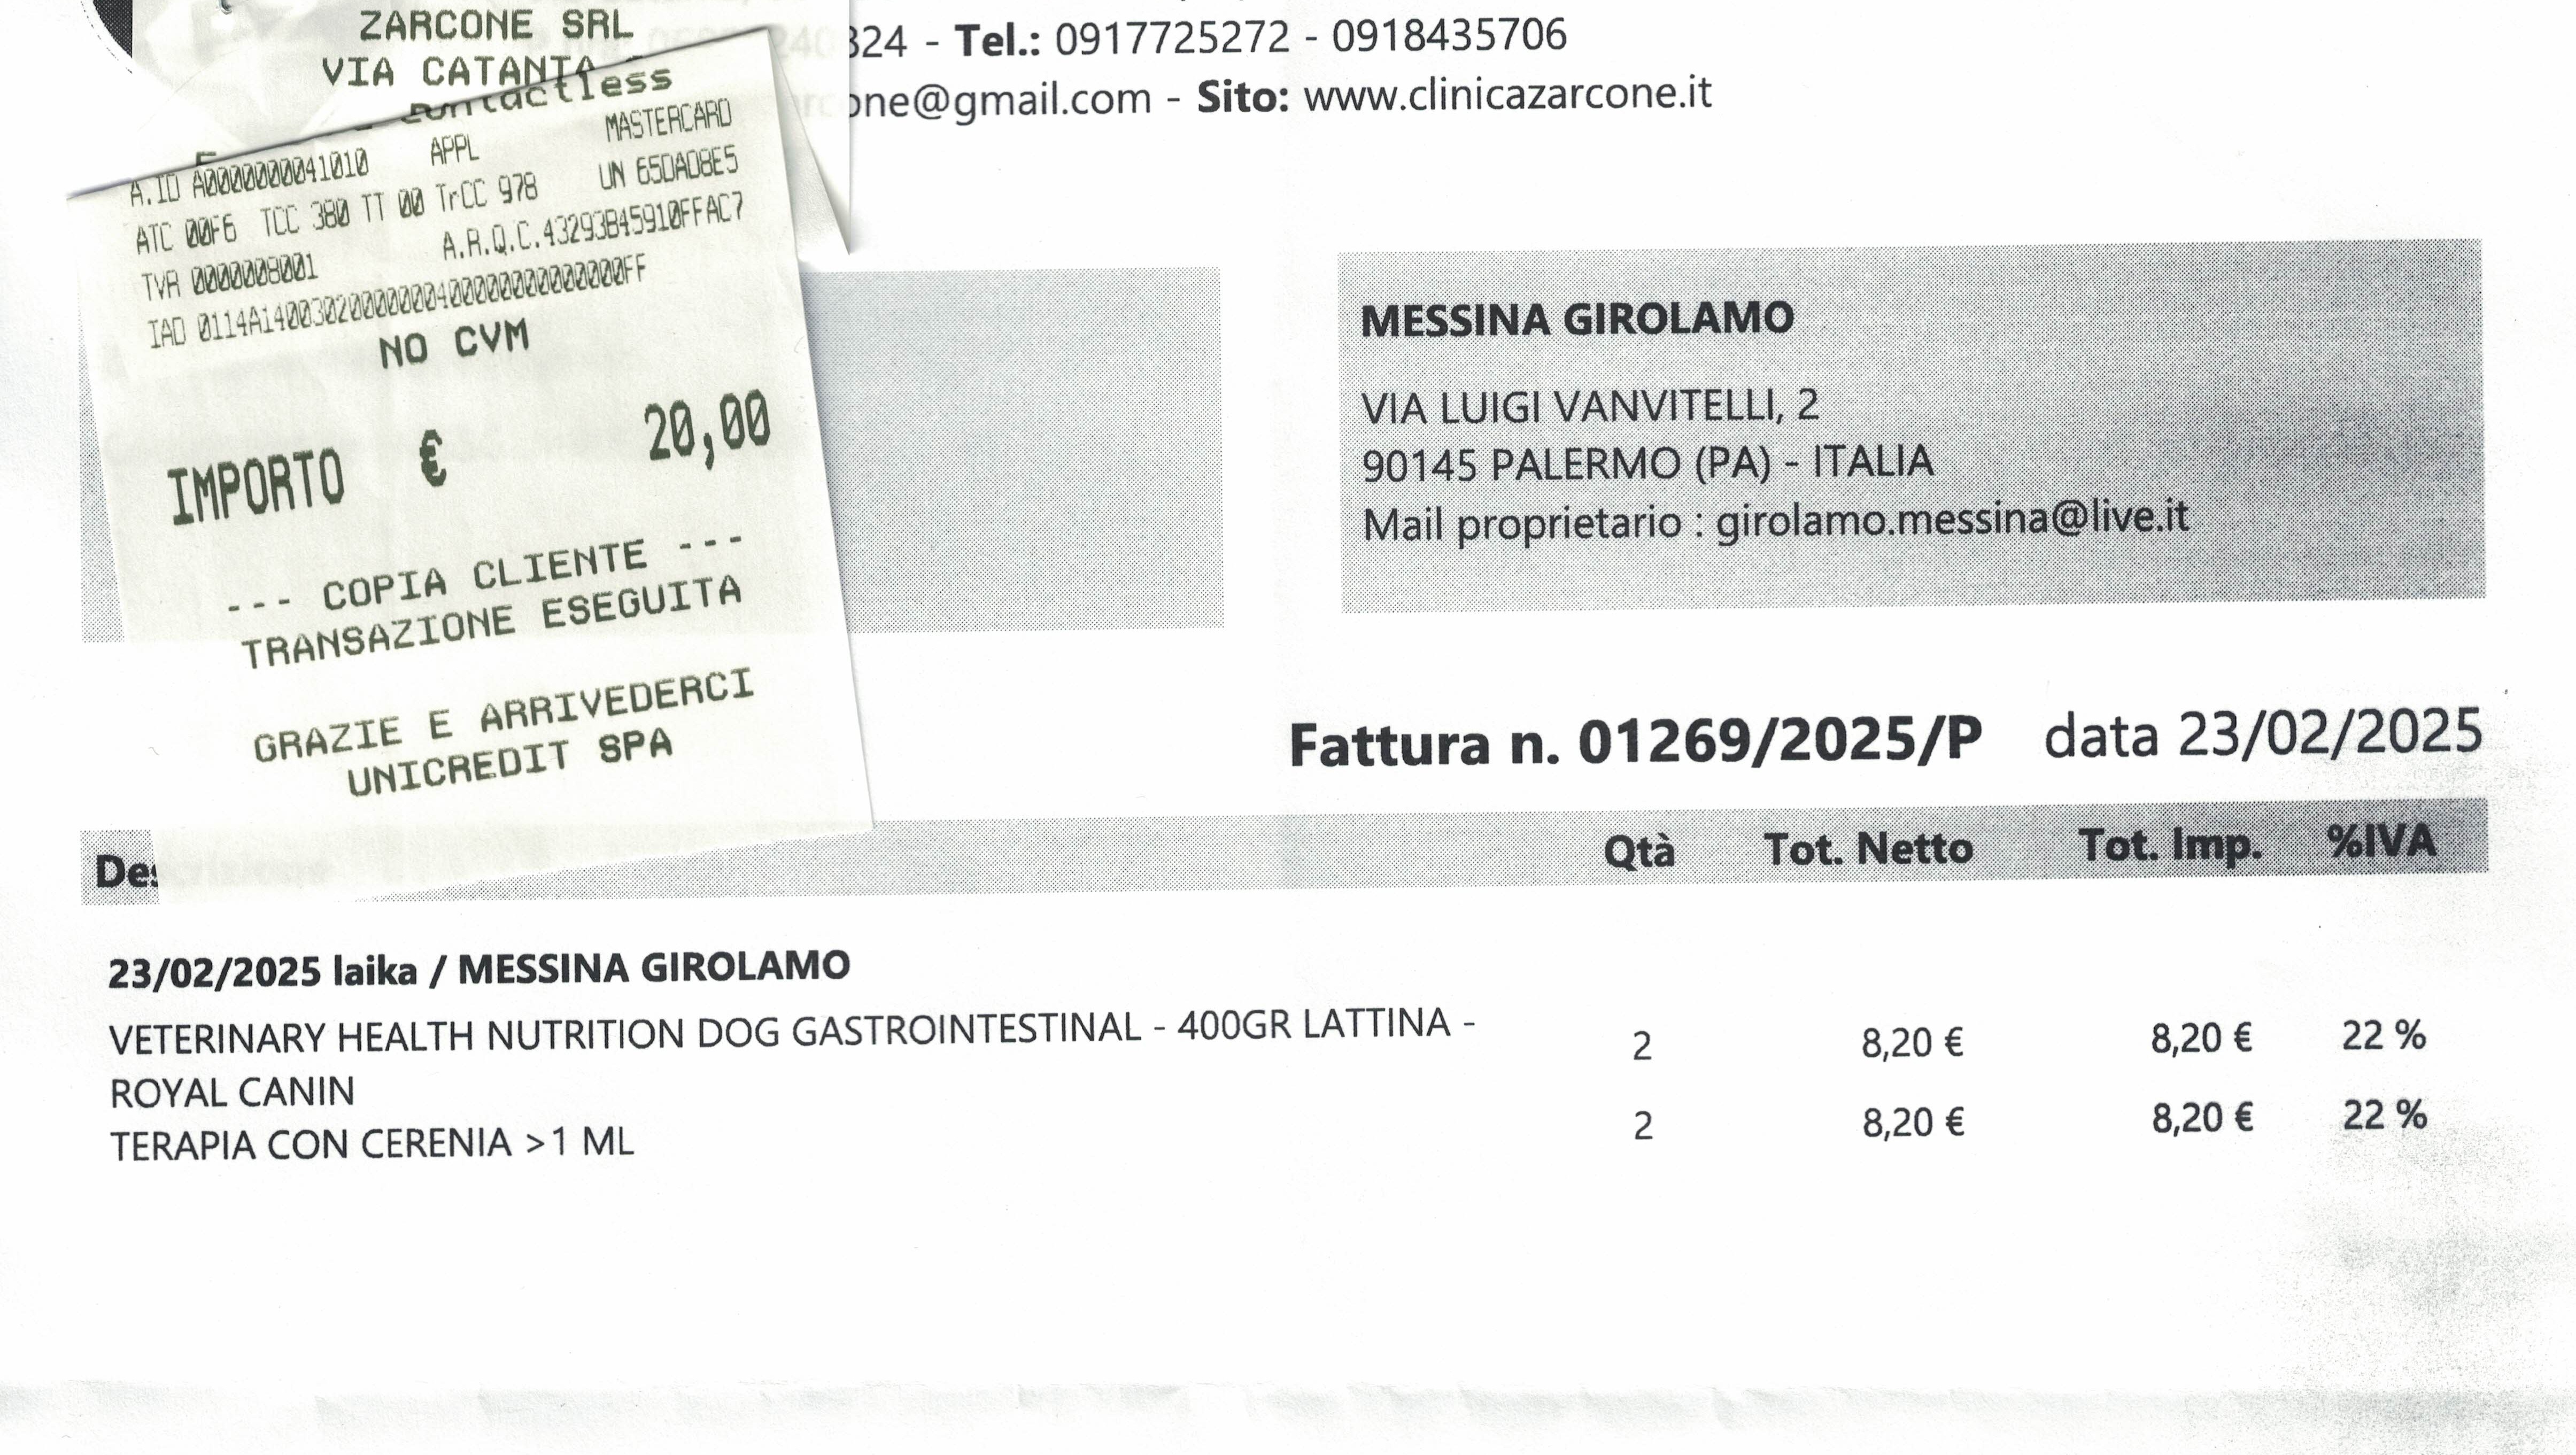 ZARCONE SRL
VIA CATANIA
contactless
A.ID A0000000041010 APPL MASTERCARD
ATC 00F6 TCC 380 TT 00 TrCC 978 UN 65DAD8E5
TVR 0000008001 A.R.Q.C.43293B45910FFAC7
IAD
NO CVM
IMPORTO € 20,00
--- COPIA CLIENTE ---
TRANSAZIONE ESEGUITA
GRAZIE E ARRIVEDERCI
UNICREDIT SPA
324 - Tel.: 0917725272 - 0918435706
one@gmail.com - Sito: www.clinicazarcone.it
MESSINA GIROLAMO
VIA LUIGI VANVITELLI, 2
90145 PALERMO (PA) - ITALIA
Mail proprietario : girolamo.messina@live.it
Fattura n. 01269/2025/P data 23/02/2025
Descrizione Qtà Tot. Netto Tot. Imp. %IVA
23/02/2025 laika / MESSINA GIROLAMO
VETERINARY HEALTH NUTRITION DOG GASTROINTESTINAL - 400GR LATTINA - 2 8,20 € 8,20 € 22 %
ROYAL CANIN
TERAPIA CON CERENIA >1 ML 2 8,20 € 8,20 € 22 %